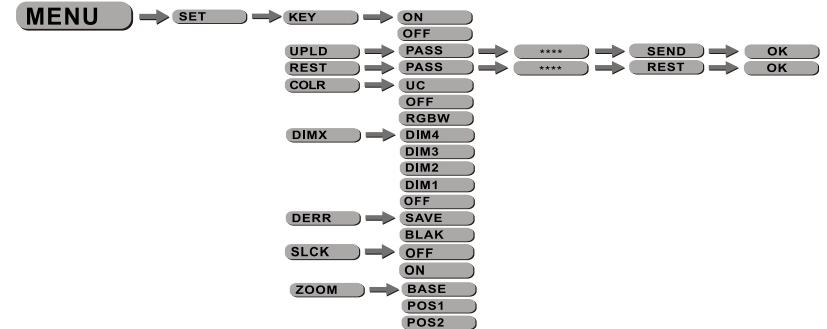 MENU SET KEY ON
OFF
UPLD PASS **** SEND OK
REST PASS **** REST OK
COLR UC
OFF
RGBW
DIMX DIM4
DIM3
DIM2
DIM1
OFF
DERR SAVE
BLAK
SLCK OFF
ON
ZOOM BASE
POS1
POS2